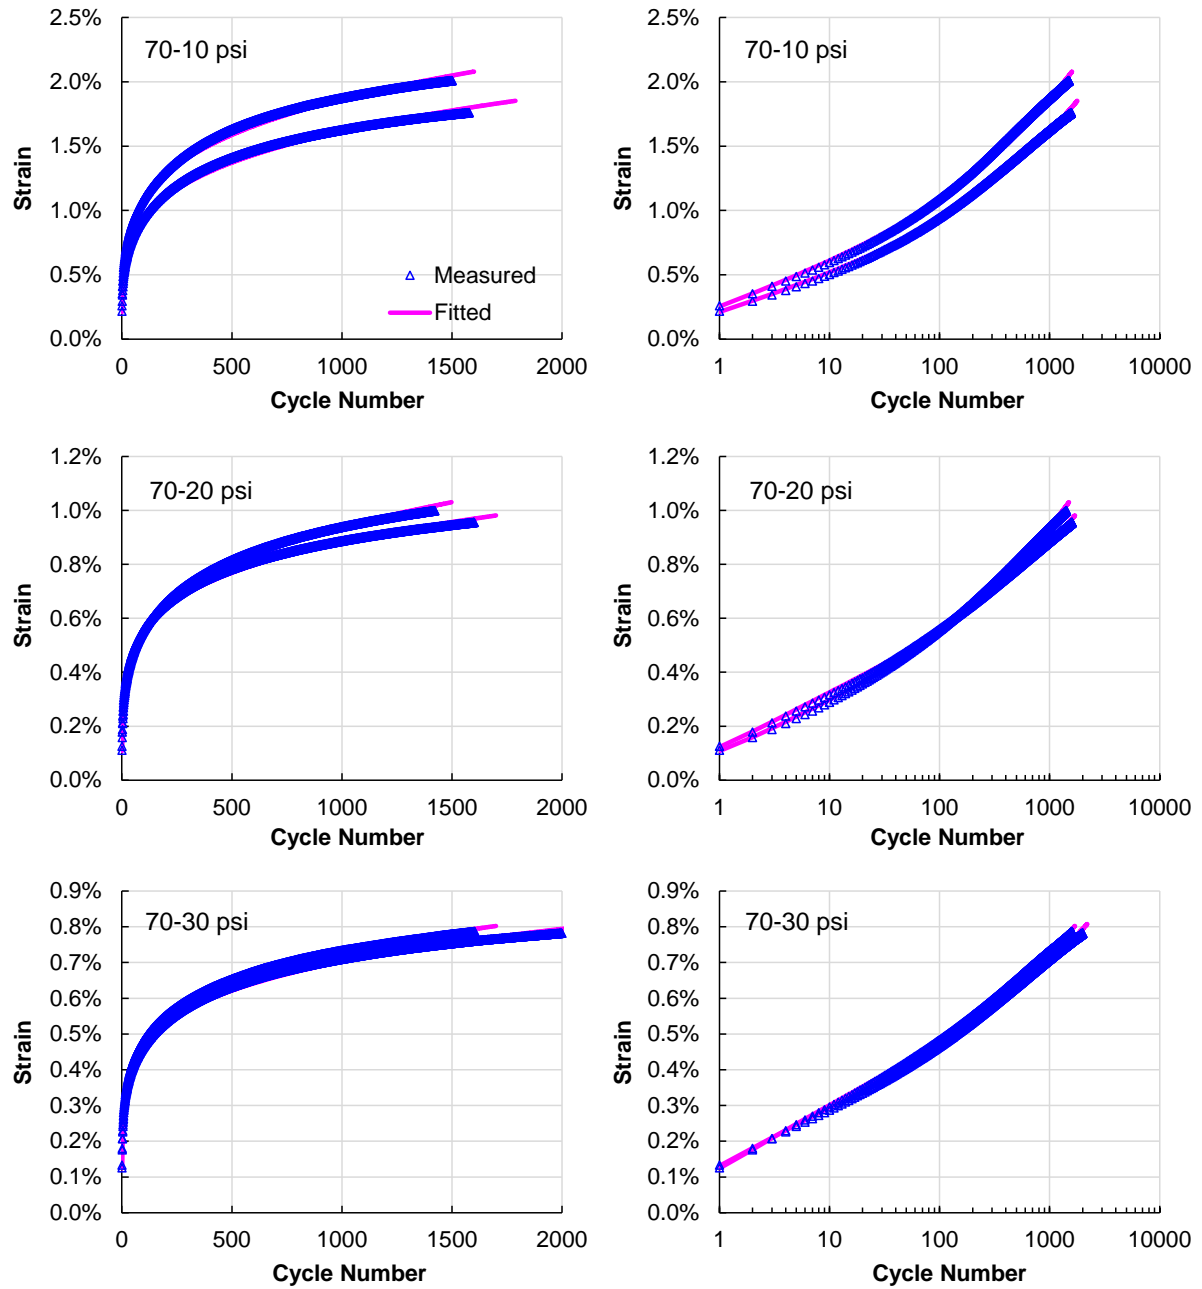 2.5%
2.0%
1.5%
1.0%
0.5%
0.0%
Strain
70-10 psi
Measured
Fitted
0 500 1000 1500 2000
Cycle Number
2.5%
2.0%
1.5%
1.0%
0.5%
0.0%
Strain
70-10 psi
1 10 100 1000 10000
Cycle Number
1.2%
1.0%
0.8%
0.6%
0.4%
0.2%
0.0%
Strain
70-20 psi
0 500 1000 1500 2000
Cycle Number
1.2%
1.0%
0.8%
0.6%
0.4%
0.2%
0.0%
Strain
70-20 psi
1 10 100 1000 10000
Cycle Number
0.9%
0.8%
0.7%
0.6%
0.5%
0.4%
0.3%
0.2%
0.1%
0.0%
Strain
70-30 psi
0 500 1000 1500 2000
Cycle Number
0.9%
0.8%
0.7%
0.6%
0.5%
0.4%
0.3%
0.2%
0.1%
0.0%
Strain
70-30 psi
1 10 100 1000 10000
Cycle Number